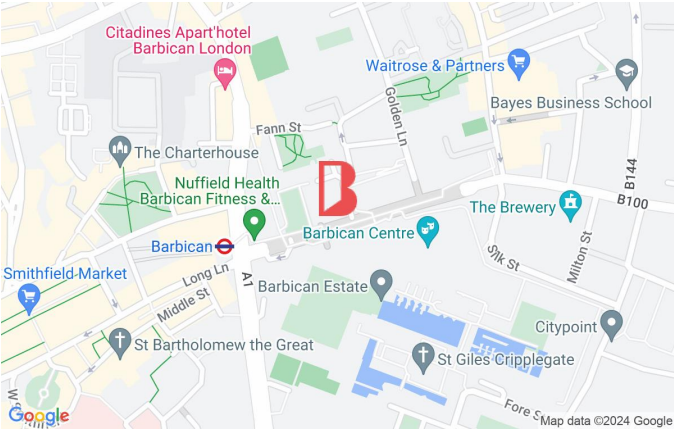 Citadines Apart'hotel
Barbican London
Waitrose & Partners
Bayes Business School
Golden Ln
Fann St
The Charterhouse
Nuffield Health
Barbican Fitness &...
B144
B100
The Brewery
Barbican
Barbican Centre
Silk St
Milton St
Smithfield Market
Long Ln
A1
Middle St
Barbican Estate
Citypoint
St Bartholomew the Great
St Giles Cripplegate
Fore S
Google
Map data ©2024 Google